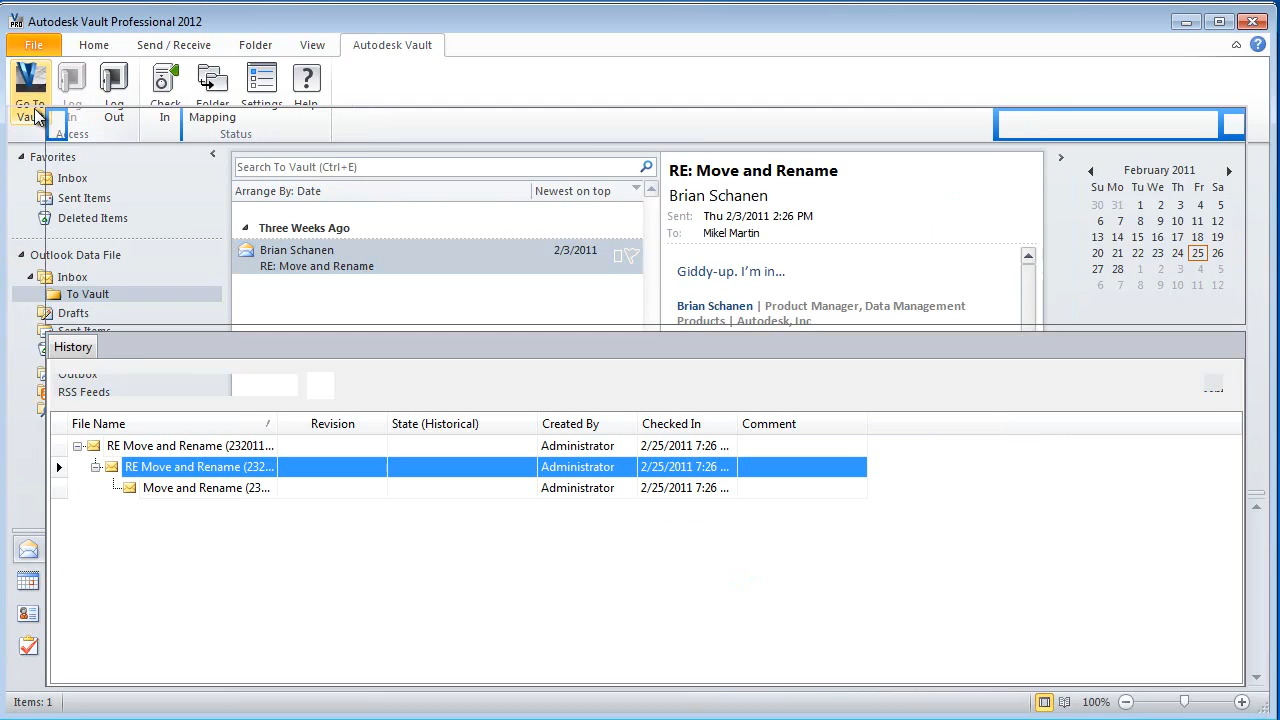 Autodesk Vault Professional 2012
File Home Send / Receive Folder View Autodesk Vault
Go To Vault
Log In
Log Out
Check In
Folder Mapping
Settings
Help
Access Status
Favorites
Inbox
Sent Items
Deleted Items
Outlook Data File
Inbox
To Vault
Drafts
Sent Items
Outbox
RSS Feeds
Search To Vault (Ctrl+E)
Arrange By: Date Newest on top
Three Weeks Ago
Brian Schanen 2/3/2011
RE: Move and Rename
RE: Move and Rename
Brian Schanen
Sent: Thu 2/3/2011 2:26 PM
To: Mikel Martin
Giddy-up. I'm in...
Brian Schanen | Product Manager, Data Management
Products | Autodesk, Inc
February 2011
Su Mo Tu We Th Fr Sa
30 31 1 2 3 4 5
6 7 8 9 10 11 12
13 14 15 16 17 18 19
20 21 22 23 24 25 26
27 28 1 2 3 4 5
6 7 8 9 10 11 12
History
File Name / Revision State (Historical) Created By Checked In Comment
RE Move and Rename (232011... Administrator 2/25/2011 7:26 ...
RE Move and Rename (232... Administrator 2/25/2011 7:26 ...
Move and Rename (23... Administrator 2/25/2011 7:26 ...
Items: 1
100%